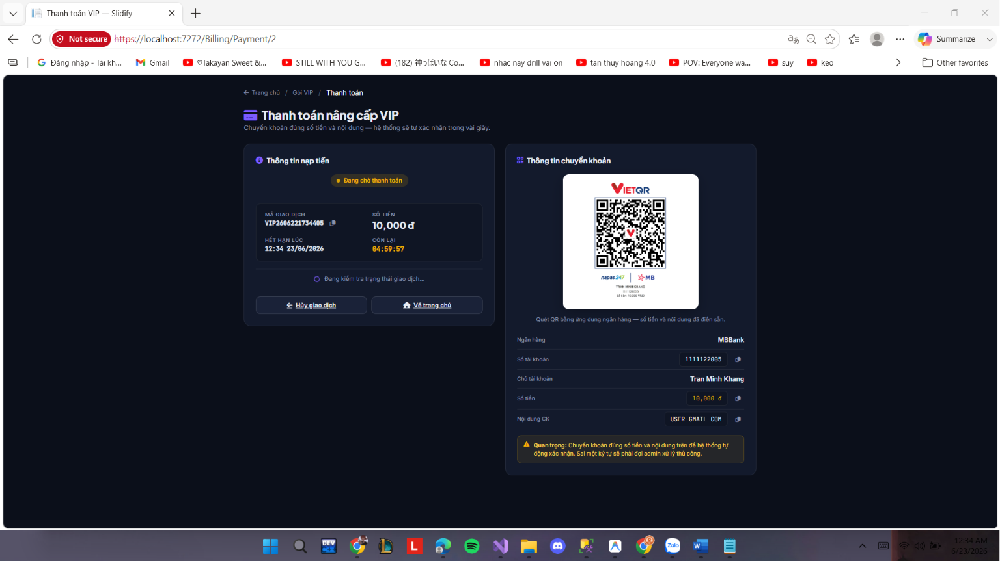 Thanh toán VIP — Slidify
Not secure
https://localhost:7272/Billing/Payment/2
Summarize
Đăng nhập - Tài kh...
Gmail
♡Takayan Sweet &...
STILL WITH YOU G...
(182) 神っぽいな Co...
nhac nay drill vai on
tan thuy hoang 4.0
POV: Everyone wa...
suy
keo
Other favorites
Trang chủ / Gói VIP / Thanh toán
Thanh toán nâng cấp VIP
Chuyển khoản đúng số tiền và nội dung — hệ thống sẽ tự xác nhận trong vài giây.
Thông tin nạp tiền
Đang chờ thanh toán
MÃ GIAO DỊCH
VIP2606221734405
SỐ TIỀN
10,000 đ
HẾT HẠN LÚC
12:34 23/06/2026
CÒN LẠI
04:59:57
Đang kiểm tra trạng thái giao dịch...
Hủy giao dịch
Về trang chủ
Thông tin chuyển khoản
VIETQR
napas 247
MB
TRAN MINH KHANG
1111122005
Số tiền: 10.000 VND
Quét QR bằng ứng dụng ngân hàng — số tiền và nội dung đã điền sẵn.
Ngân hàng
MBBank
Số tài khoản
1111122005
Chủ tài khoản
Tran Minh Khang
Số tiền
10,000 đ
Nội dung CK
USER GMAIL COM
Quan trọng: Chuyển khoản đúng số tiền và nội dung trên để hệ thống tự
động xác nhận. Sai một ký tự sẽ phải đợi admin xử lý thủ công.
DEV
L
Zalo
W
12:34 AM
6/23/2026